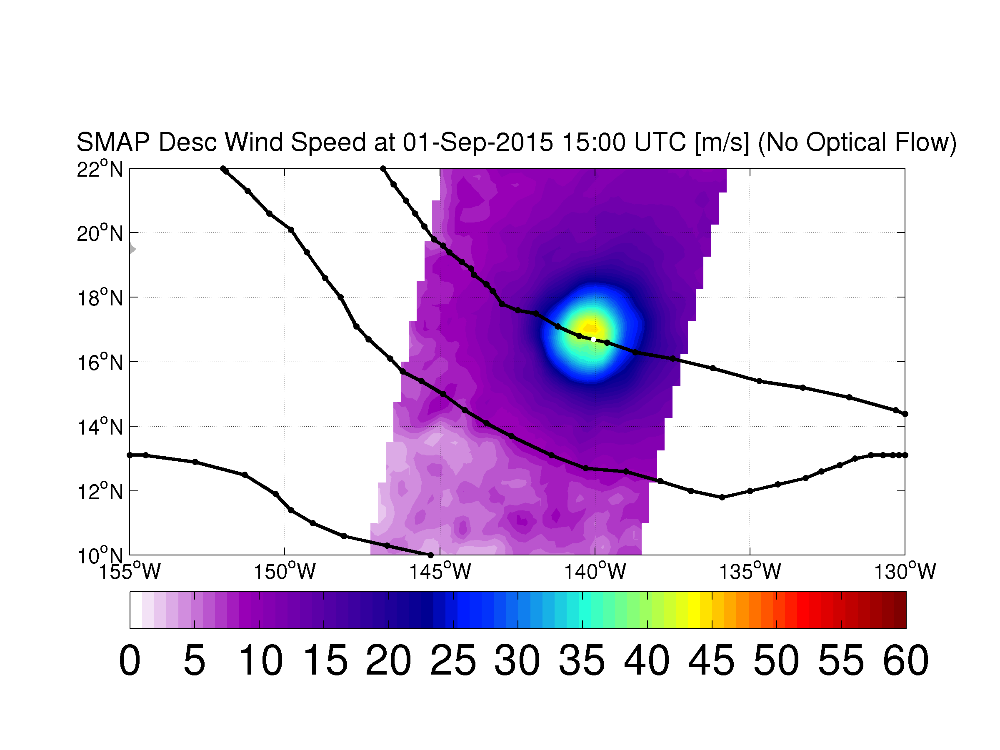 SMAP Desc Wind Speed at 01-Sep-2015 15:00 UTC [m/s] (No Optical Flow)
22°N
20°N
18°N
16°N
14°N
12°N
10°N
155°W 150°W 145°W 140°W 135°W 130°W
0 5 10 15 20 25 30 35 40 45 50 55 60